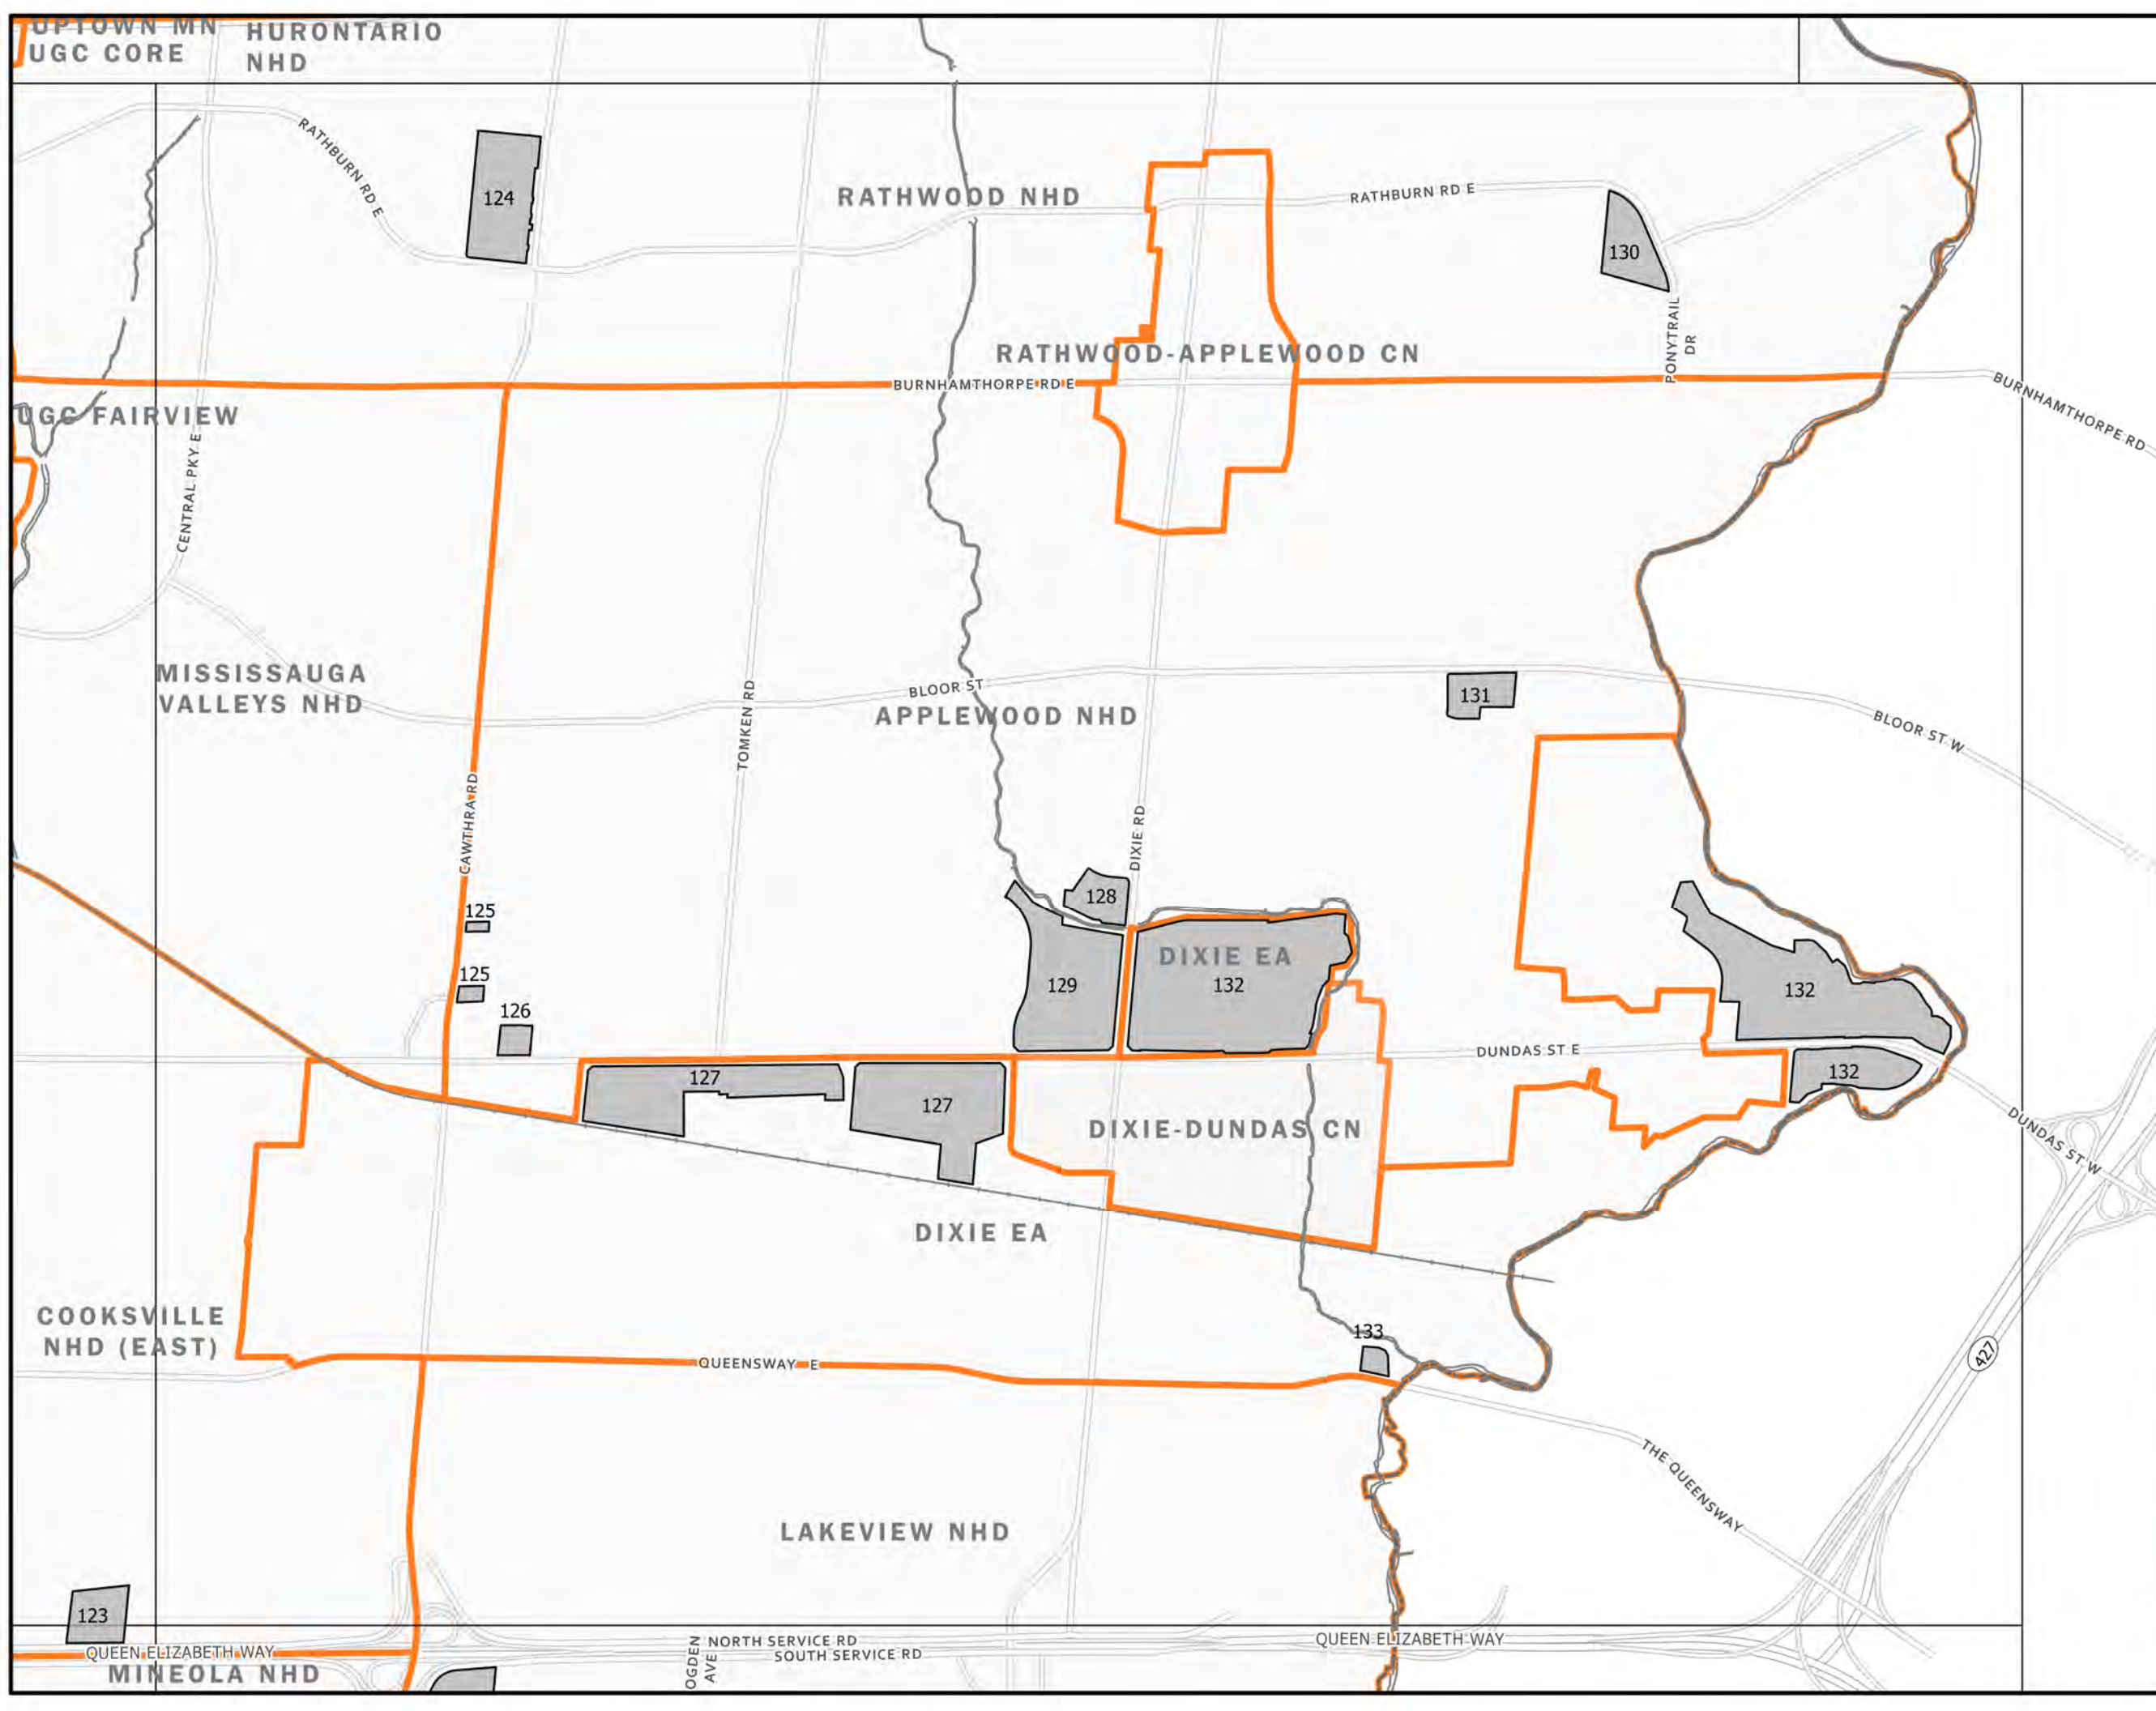 UPTOWN MN
UGC CORE
HURONTARIO
NHD
RATHBURN RD E
124
RATHWOOD NHD
RATHBURN RD E
130
PONYTRAIL
DR
RATHWOOD-APPLEWOOD CN
BURNHAMTHORPE RD E
BURNHAMTHORPE RD
UGC FAIRVIEW
CENTRAL PKY E
MISSISSAUGA
VALLEYS NHD
TOMKEN RD
BLOOR ST
APPLEWOOD NHD
131
BLOOR ST W
CAWTHRA RD
DIXIE RD
125
128
125
126
129
DIXIE EA
132
132
DUNDAS ST E
132
127
127
DIXIE-DUNDAS CN
DUNDAS ST W
DIXIE EA
COOKSVILLE
NHD (EAST)
133
QUEENSWAY E
427
THE QUEENSWAY
LAKEVIEW NHD
123
QUEEN ELIZABETH WAY
MINEOLA NHD
OGDEN
AVE
NORTH SERVICE RD
SOUTH SERVICE RD
QUEEN ELIZABETH WAY